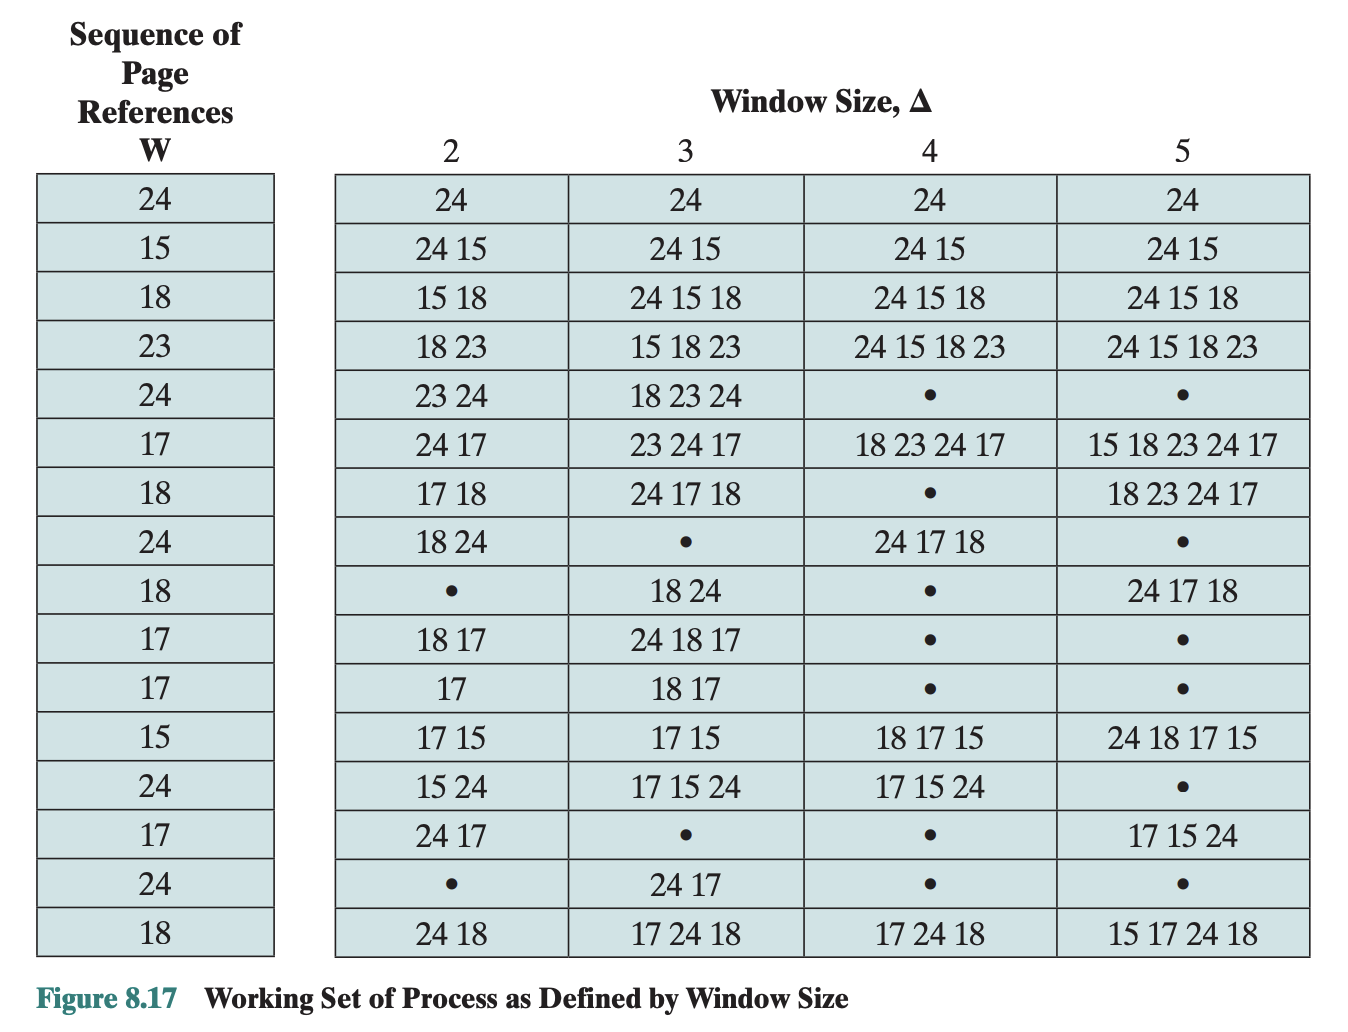 Sequence of
Page
References
W
Window Size, Δ
2 3 4 5
24 24 24 24 24
15 24 15 24 15 24 15 24 15
18 15 18 24 15 18 24 15 18 24 15 18
23 18 23 15 18 23 24 15 18 23 24 15 18 23
24 23 24 18 23 24 • •
17 24 17 23 24 17 18 23 24 17 15 18 23 24 17
18 17 18 24 17 18 • 18 23 24 17
24 18 24 • 24 17 18 •
18 • 18 24 • 24 17 18
17 18 17 24 18 17 • •
17 17 18 17 • •
15 17 15 17 15 18 17 15 24 18 17 15
24 15 24 17 15 24 17 15 24 •
17 24 17 • • 17 15 24
24 • 24 17 • •
18 24 18 17 24 18 17 24 18 15 17 24 18
Figure 8.17 Working Set of Process as Defined by Window Size